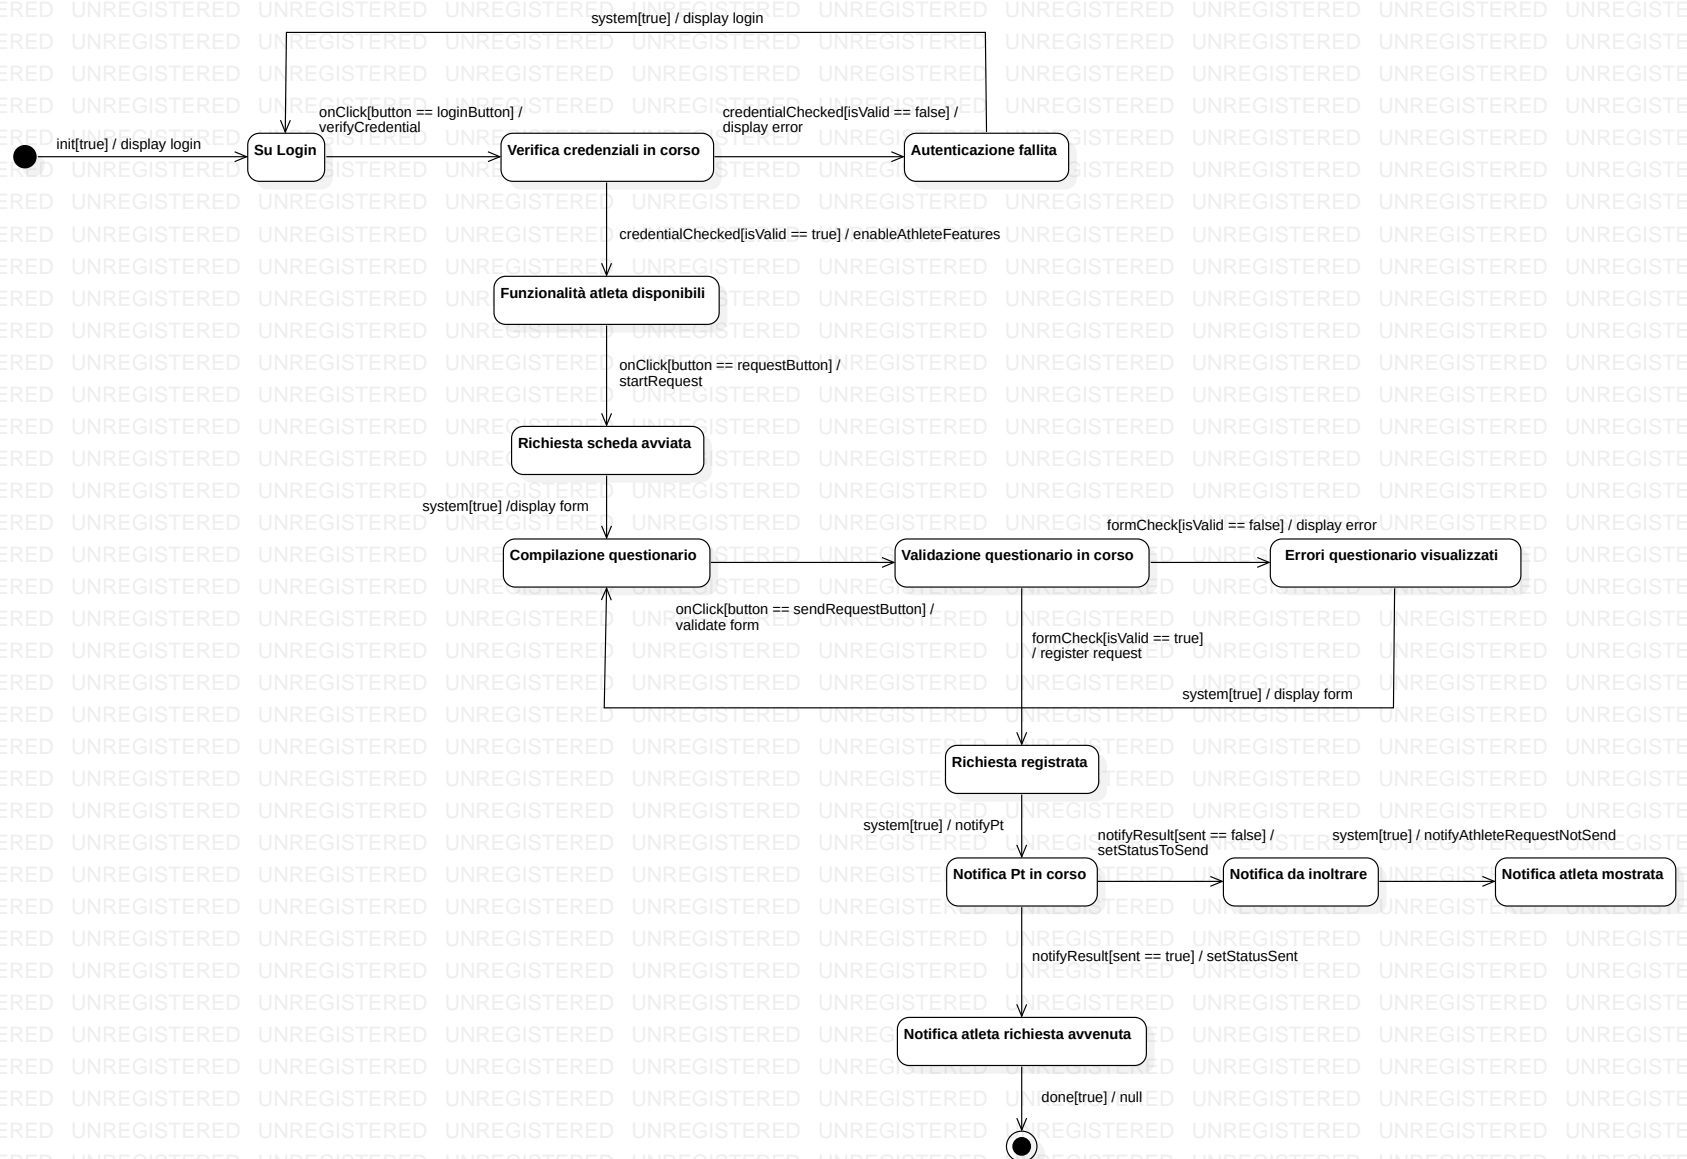 system[true] / display login
onClick[button == loginButton] /
verifyCredential
credentialChecked[isValid == false] /
display error
init[true] / display login
Su Login
Verifica credenziali in corso
Autenticazione fallita
credentialChecked[isValid == true] / enableAthleteFeatures
Funzionalità atleta disponibili
onClick[button == requestButton] /
startRequest
Richiesta scheda avviata
system[true] /display form
formCheck[isValid == false] / display error
Compilazione questionario
Validazione questionario in corso
Errori questionario visualizzati
onClick[button == sendRequestButton] /
validate form
formCheck[isValid == true]
/ register request
system[true] / display form
Richiesta registrata
system[true] / notifyPt
notifyResult[sent == false] /
setStatusToSend
system[true] / notifyAthleteRequestNotSend
Notifica Pt in corso
Notifica da inoltrare
Notifica atleta mostrata
notifyResult[sent == true] / setStatusSent
Notifica atleta richiesta avvenuta
done[true] / null